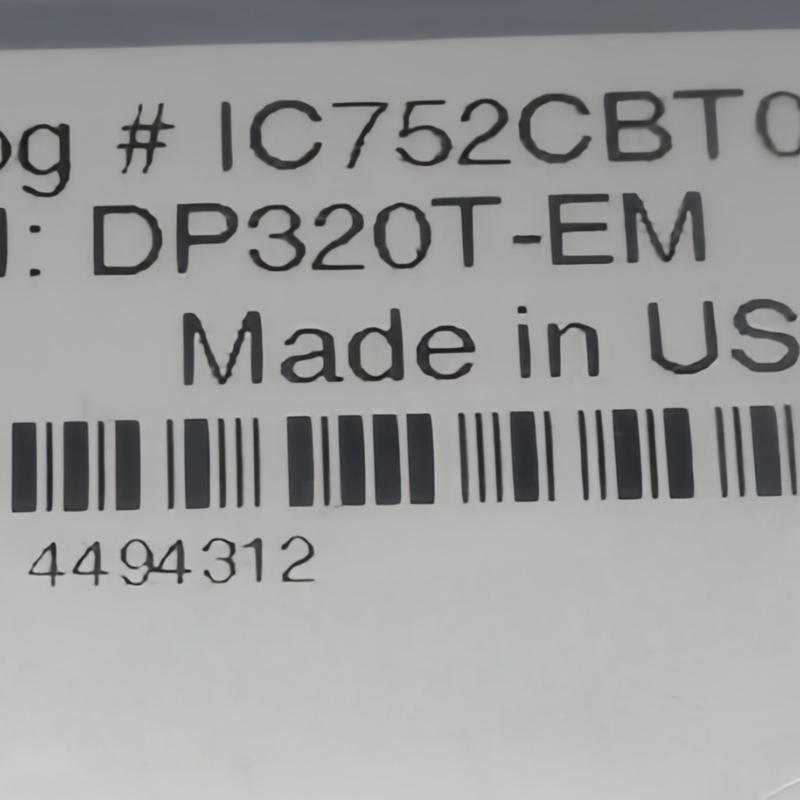 og # IC752CBT0
: DP320T-EM
Made in US
4494312